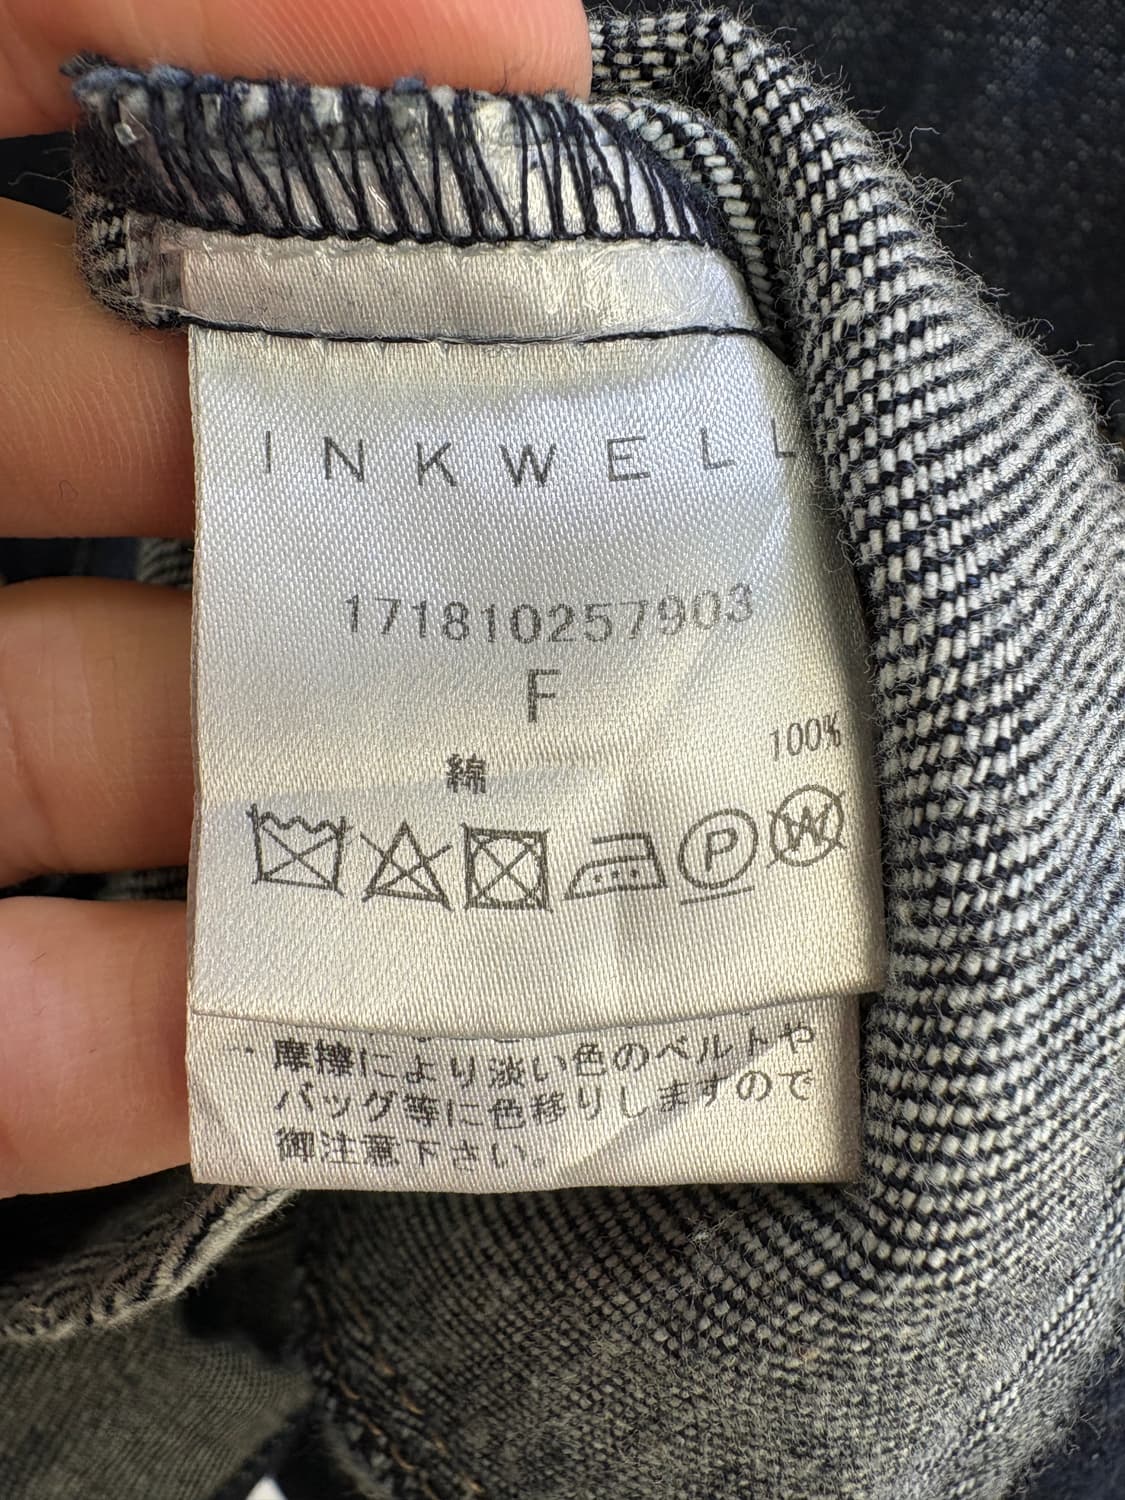 INKWELL
171810257903
F
綿 100%
P W
摩擦により淡い色のベルトや
バッグ等に色移りしますので
御注意下さい。